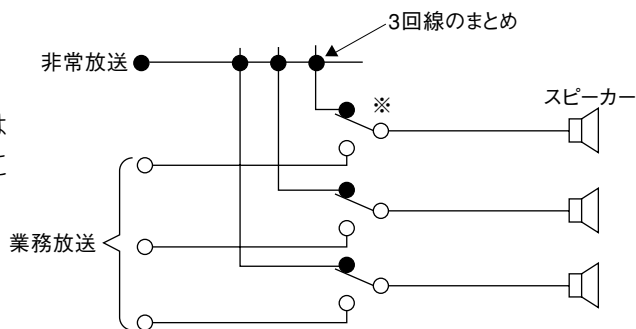 3回線のまとめ
非常放送
※
スピーカー
業務放送